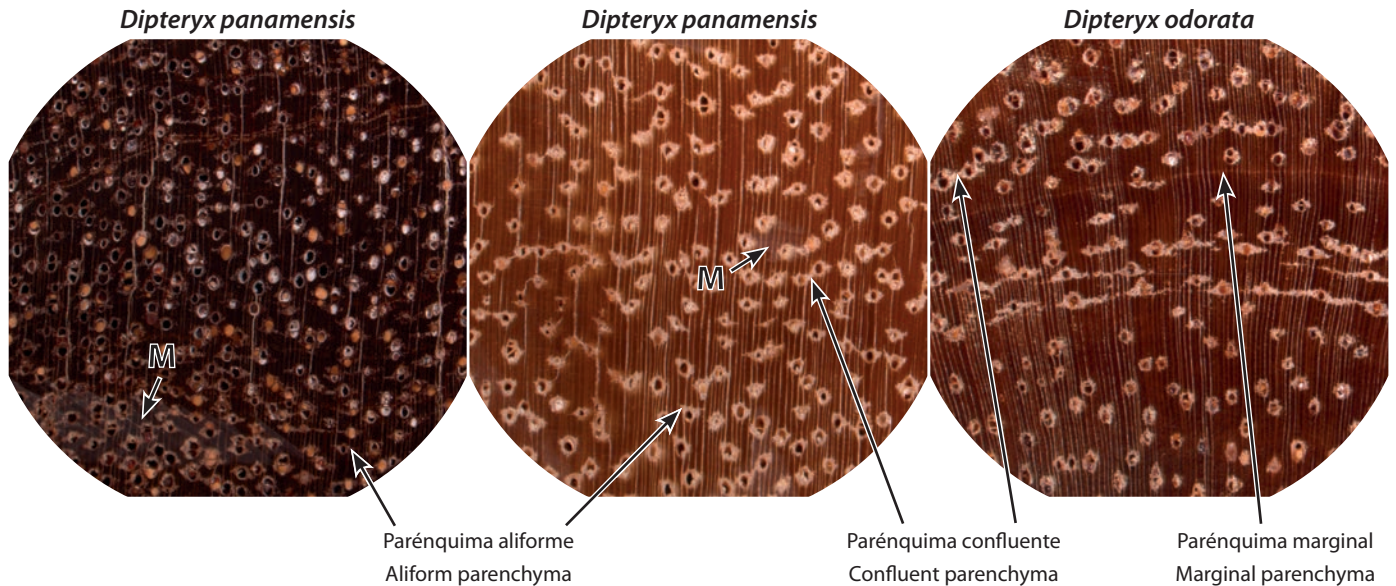 Dipteryx panamensis
Dipteryx panamensis
Dipteryx odorata
M
M
Parénquima aliforme
Aliform parenchyma
Parénquima confluente
Confluent parenchyma
Parénquima marginal
Marginal parenchyma